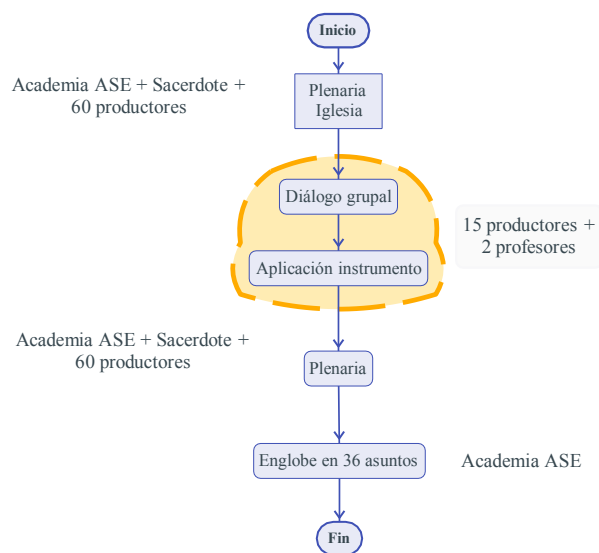 Inicio
Academia ASE + Sacerdote +
60 productores
Plenaria
Iglesia
Diálogo grupal
15 productores +
2 profesores
Aplicación instrumento
Academia ASE + Sacerdote +
60 productores
Plenaria
Englobe en 36 asuntos
Academia ASE
Fin